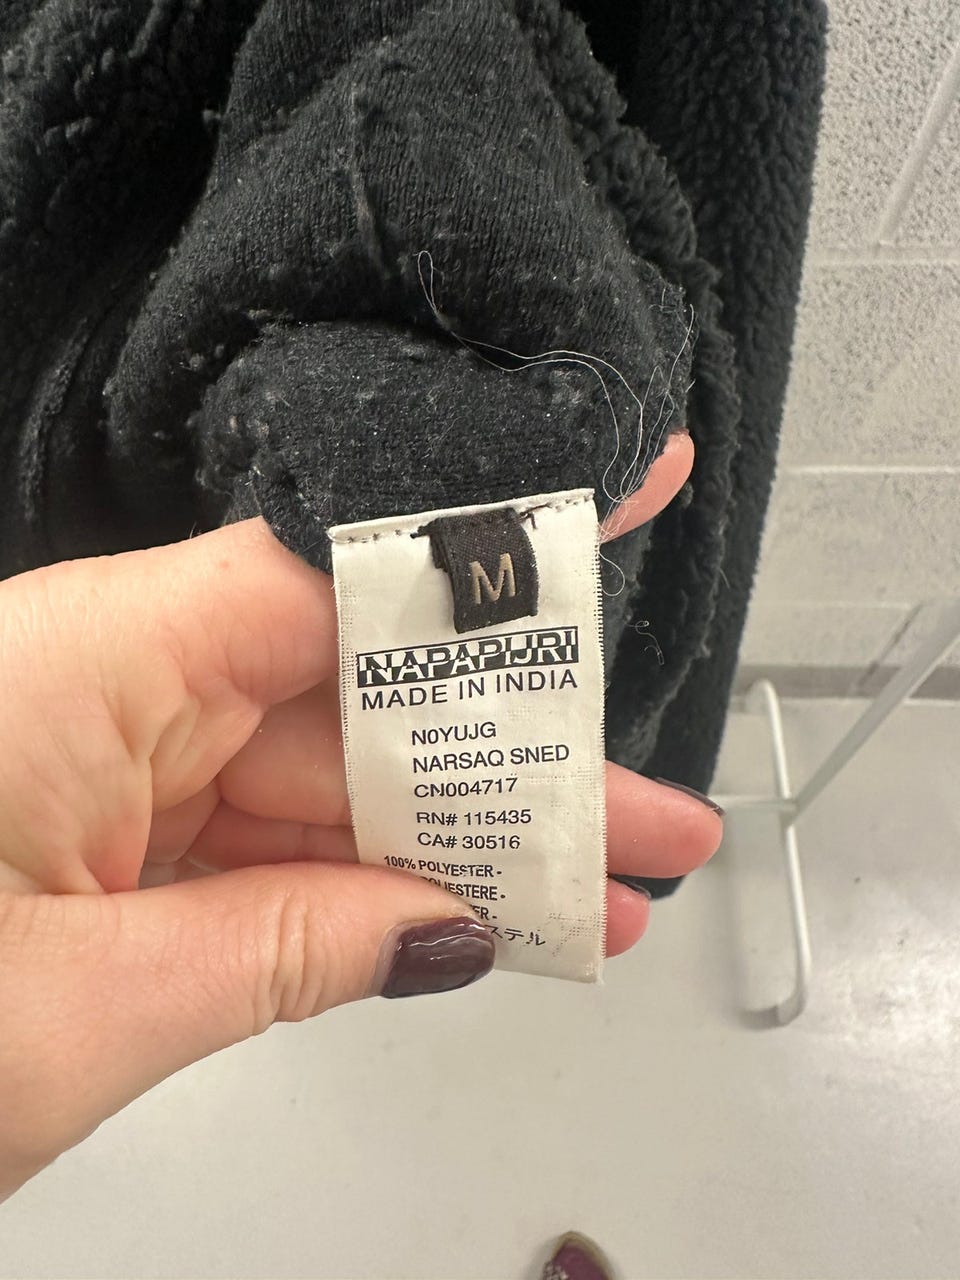 M
NAPAPIJRI
MADE IN INDIA
N0YUJG
NARSAQ SNED
CN004717
RN# 115435
CA# 30516
100% POLYESTER -